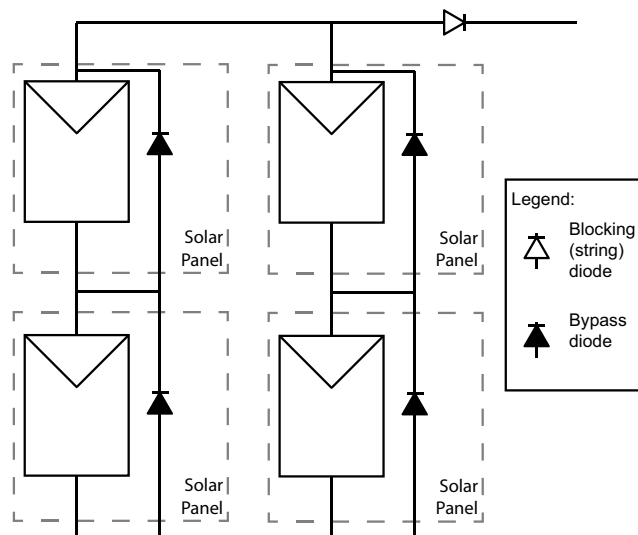 Solar
Panel
Solar
Panel
Legend:
Blocking
(string)
diode
Bypass
diode
Solar
Panel
Solar
Panel